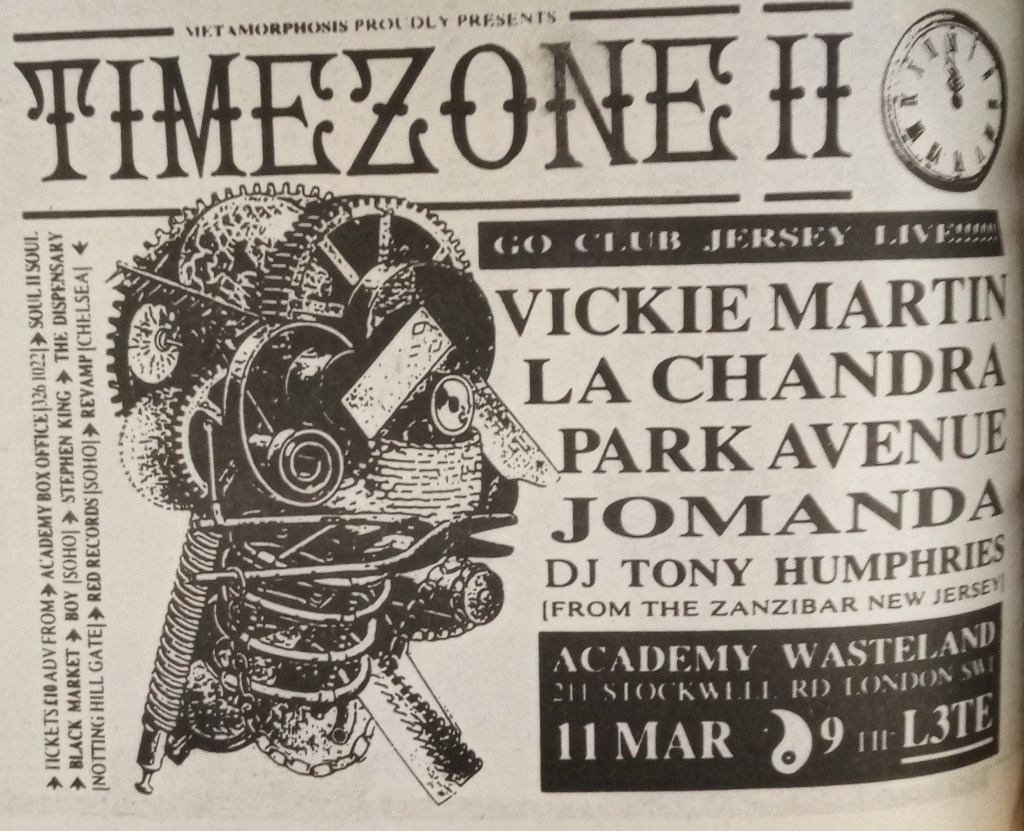 METAMORPHOSIS PROUDLY PRESENTS
TIMEZONE II
GO CLUB JERSEY LIVE!!!!!!
VICKIE MARTIN
LA CHANDRA
PARK AVENUE
JOMANDA
DJ TONY HUMPHRIES
[FROM THE ZANZIBAR NEW JERSEY]
ACADEMY WASTELAND
211 STOCKWELL RD LONDON SW1
11 MAR 9 TIL L3TE
TICKETS £10 ADV FROM ACADEMY BOX OFFICE |326 1022| SOUL II SOUL
BLACK MARKET BOY |SOHO| STEPHEN KING THE DISPENSARY
|NOTTING HILL GATE| RED RECORDS |SOHO| REVAMP |CHELSEA|